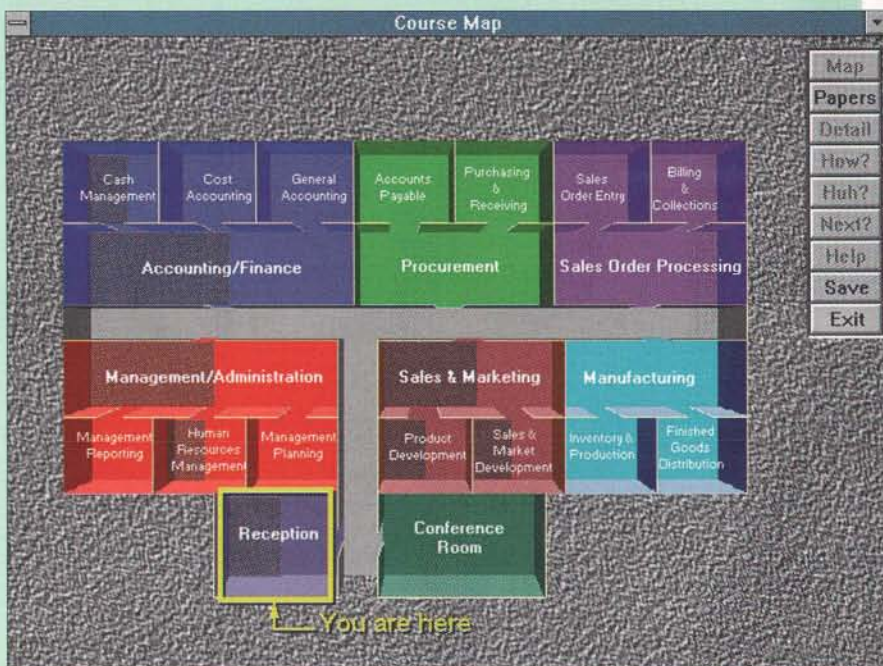 Course Map
Map
Papers
Detail
How?
Huh?
Next?
Help
Save
Exit
Cash
Management
Cost
Accounting
General
Accounting
Accounts
Payable
Purchasing
&
Receiving
Sales
Order Entry
Billing
&
Collections
Accounting/Finance
Procurement
Sales Order Processing
Management/Administration
Sales & Marketing
Manufacturing
Management
Reporting
Human
Resources
Management
Management
Planning
Product
Development
Sales &
Market
Development
Inventory &
Production
Finished
Goods
Distribution
Reception
Conference
Room
You are here